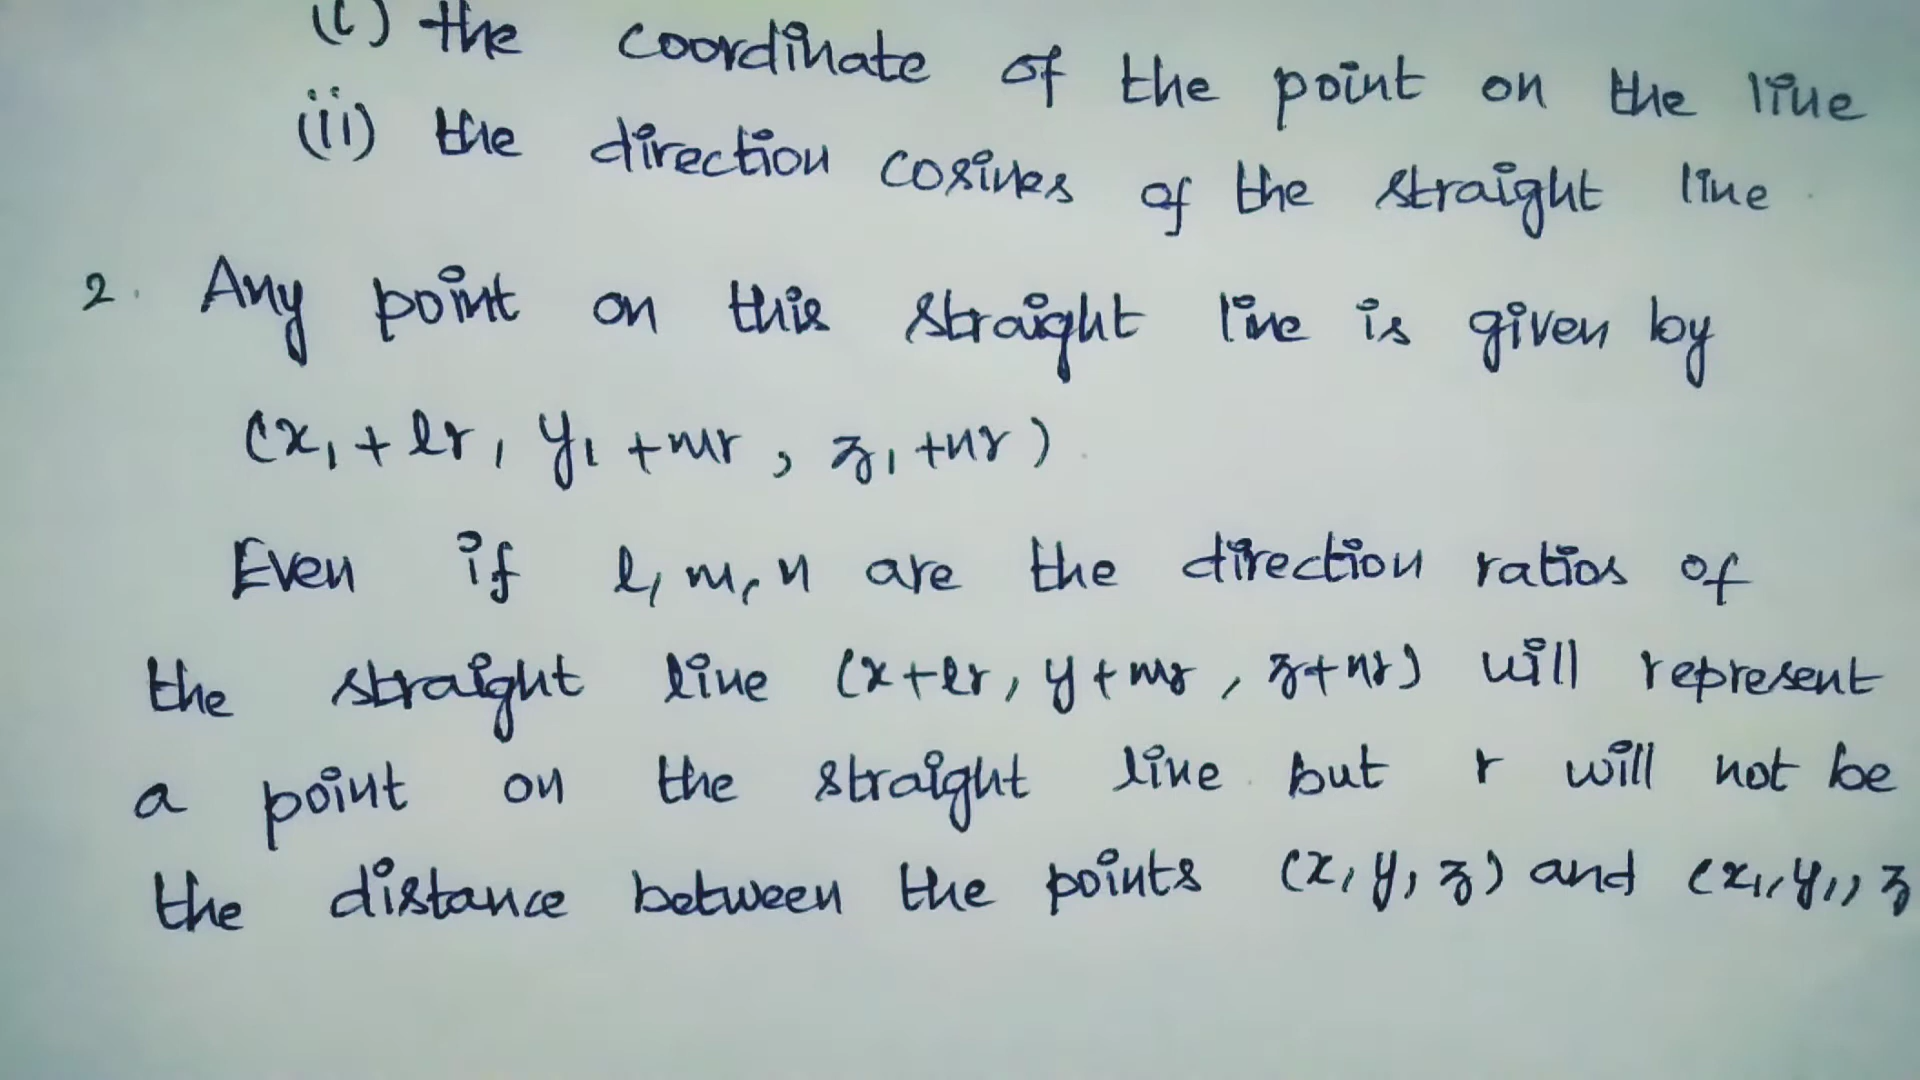 (i) the coordinate of the point on the line
(ii) the direction cosines of the straight line
2. Any point on this straight line is given by
(x₁ + lr, y₁ + mr, z₁ + nr)
Even if l, m, n are the direction ratios of
the straight line (x+lr, y+mr, z+nr) will represent
a point on the straight line but r will not be
the distance between the points (x, y, z) and (x₁, y₁, z